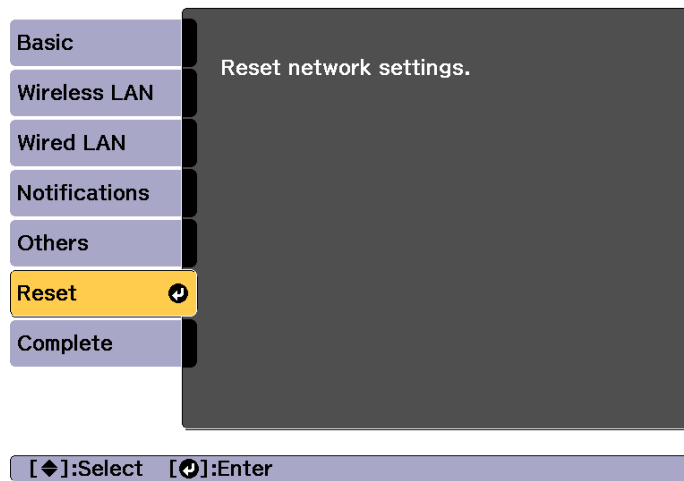 Basic
Reset network settings.
Wireless LAN
Wired LAN
Notifications
Others
Reset
Complete
[◆]:Select [↵]:Enter